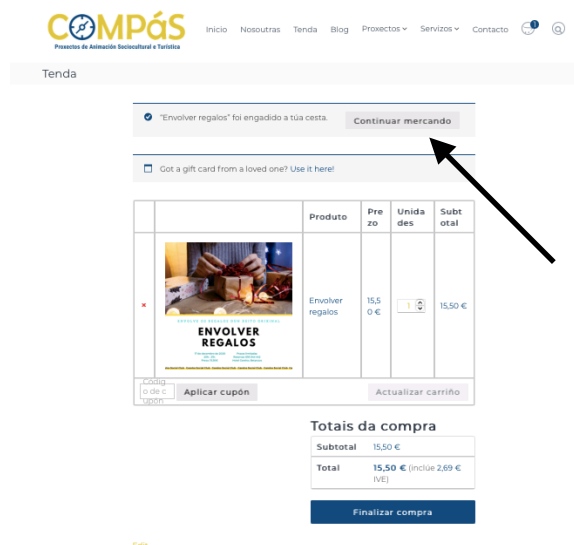 COMPÁS
Proxectos de Animación Sociocultural e Turística
Inicio Nosoutras Tenda Blog Proxectos Servizos Contacto 1
Tenda
"Envolver regalos" foi engadido a túa cesta. Continuar mercando
Got a gift card from a loved one? Use it here!
Produto Pre Unida Subt
zo des otal
ENVOLVER
REGALOS
Envolver 15,5 1 15,50 €
regalos 0 €
Códig
o de c
upón
Aplicar cupón Actualizar carriño
Totais da compra
Subtotal 15,50 €
Total 15,50 € (inclúe 2,69 €
IVE)
Finalizar compra